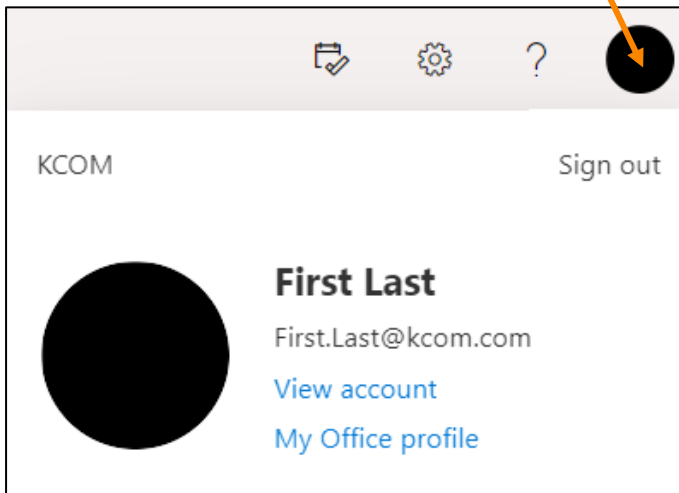 ?
KCOM
Sign out
First Last
First.Last@kcom.com
View account
My Office profile